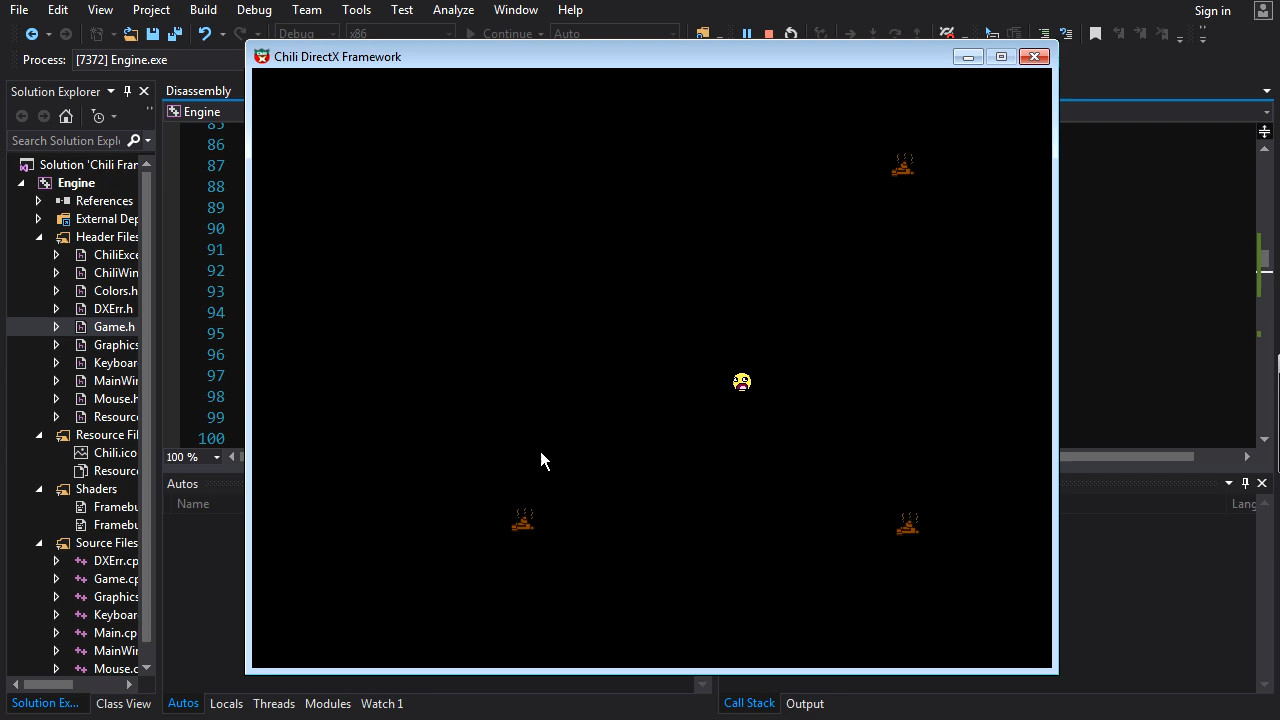 File Edit View Project Build Debug Team Tools Test Analyze Window Help Sign in
Debug x86 Continue Auto
Process: [7372] Engine.exe
Chili DirectX Framework
Solution Explorer
Disassembly
Engine
Search Solution Expl
Solution 'Chili Frar
Engine
References
External Dep
Header Files
ChiliExce
ChiliWin
Colors.h
DXErr.h
Game.h
Graphics
Keyboar
MainWir
Mouse.h
Resourc
Resource Fil
Chili.ico
Resourc
Shaders
Framebu
Framebu
Source Files
DXErr.cp
Game.cp
Graphics
Keyboar
Main.cp
MainWir
Mouse.c
85
86
87
88
89
90
91
92
93
94
95
96
97
98
99
100
100 %
Autos
Name
Lang
Solution Ex... Class View
Autos Locals Threads Modules Watch 1
Call Stack Output